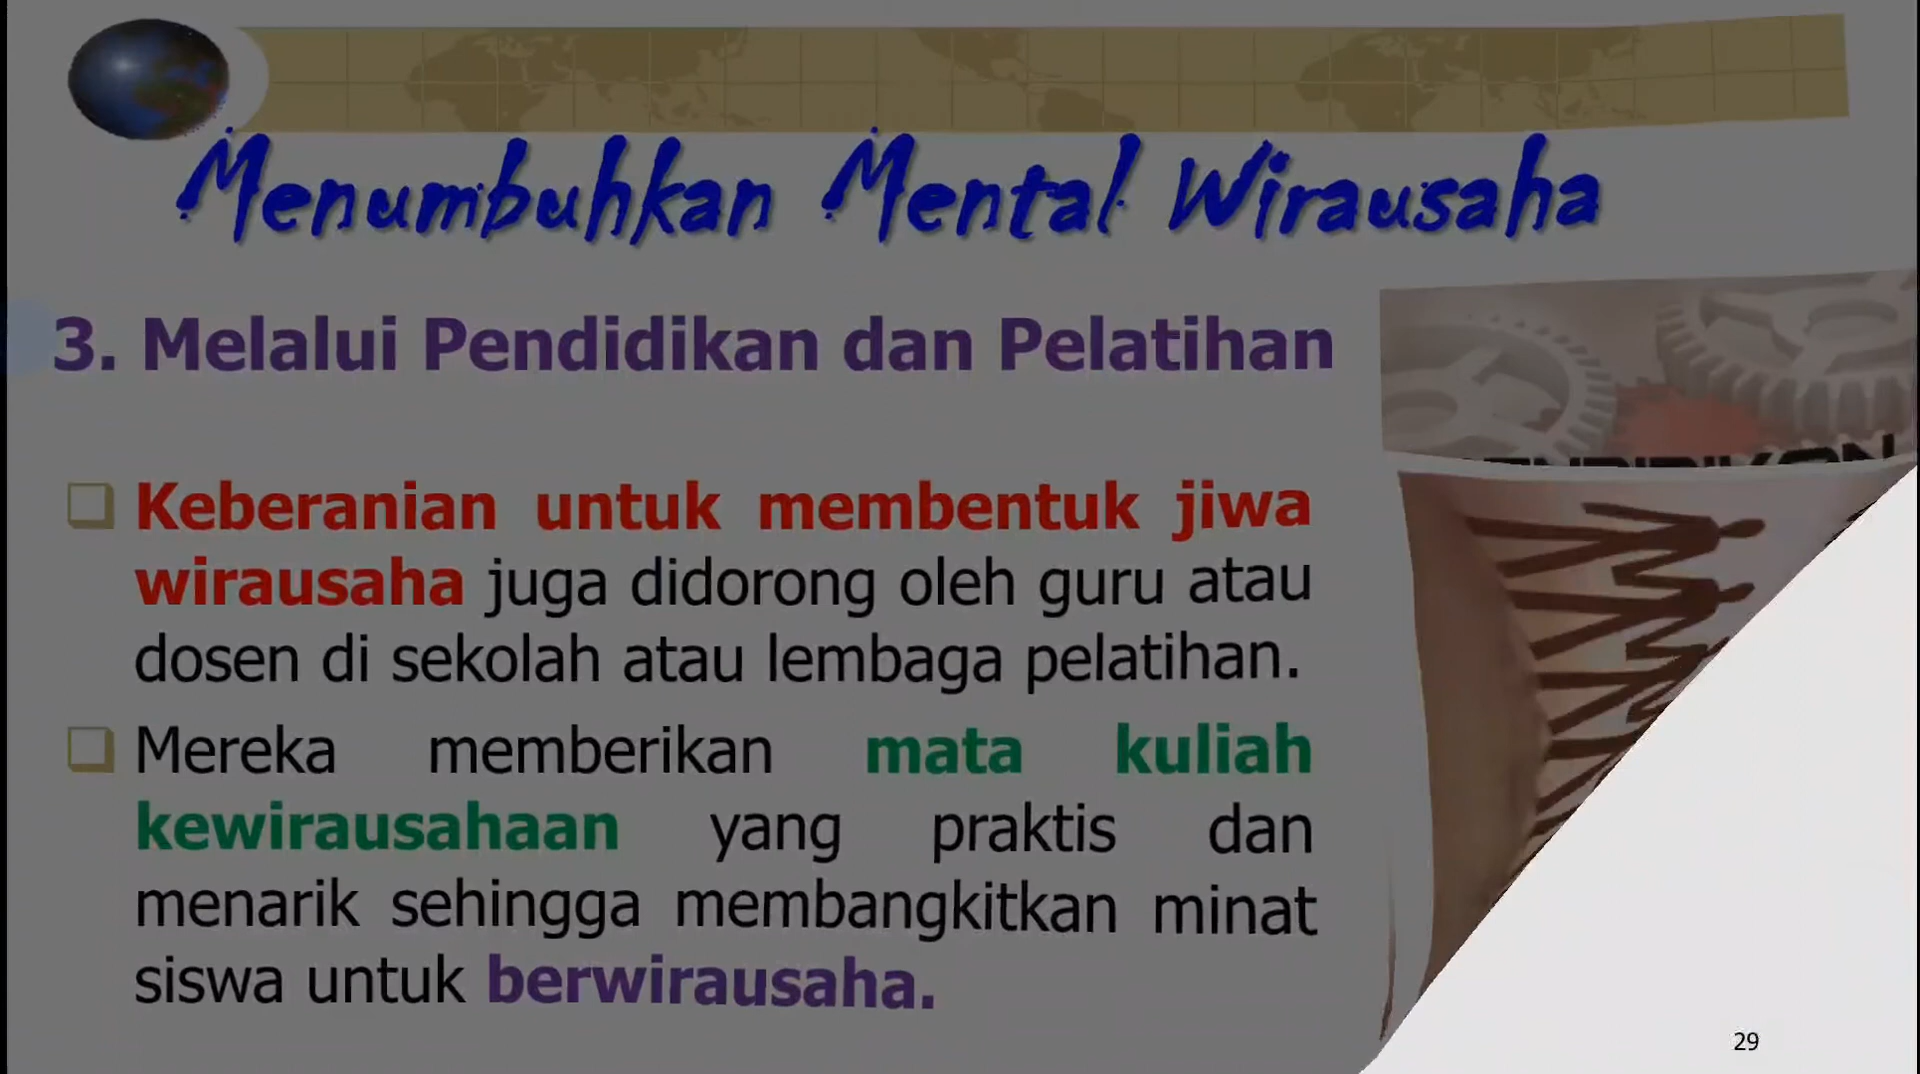 Menumbuhkan Mental Wirausaha
3. Melalui Pendidikan dan Pelatihan
Keberanian untuk membentuk jiwa
wirausaha juga didorong oleh guru atau
dosen di sekolah atau lembaga pelatihan.
Mereka memberikan mata kuliah
kewirausahaan yang praktis dan
menarik sehingga membangkitkan minat
siswa untuk berwirausaha.
29